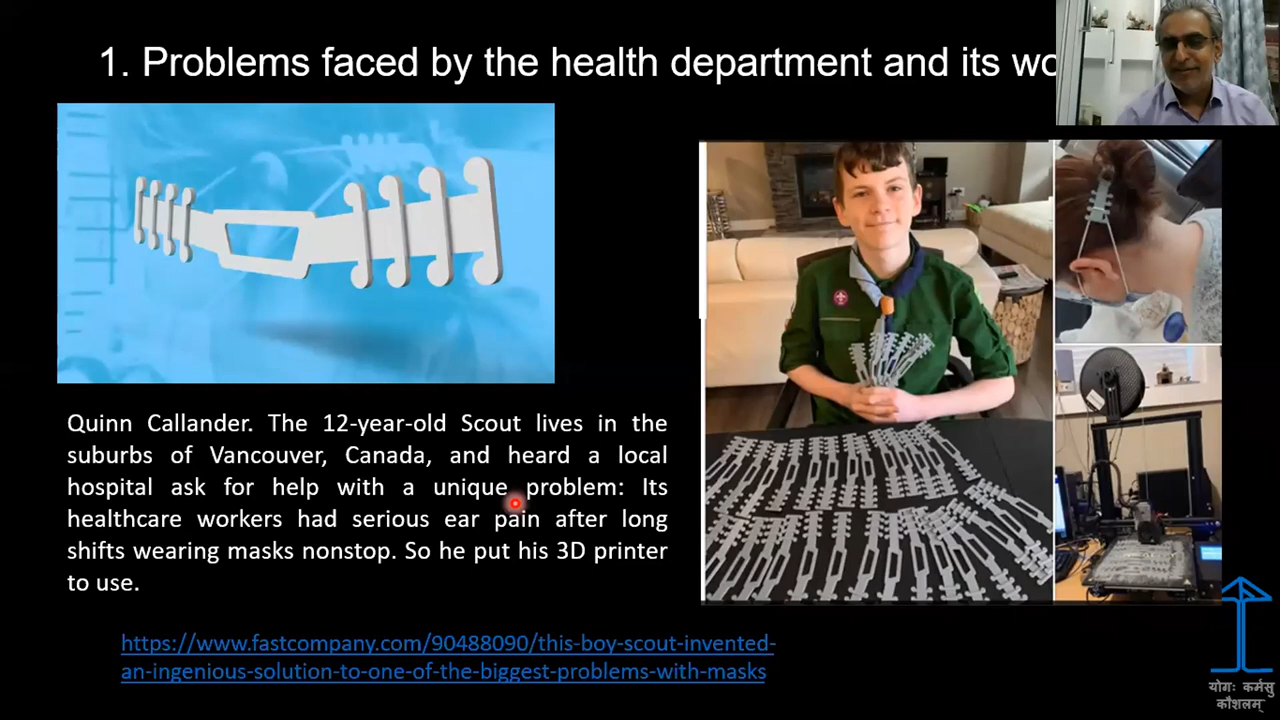 1. Problems faced by the health department and its
Quinn Callander. The 12-year-old Scout lives in the
suburbs of Vancouver, Canada, and heard a local
hospital ask for help with a unique problem: Its
healthcare workers had serious ear pain after long
shifts wearing masks nonstop. So he put his 3D printer
to use.
https://www.fastcompany.com/90488090/this-boy-scout-invented-
an-ingenious-solution-to-one-of-the-biggest-problems-with-masks
योगः कर्मसु
कौशलम्